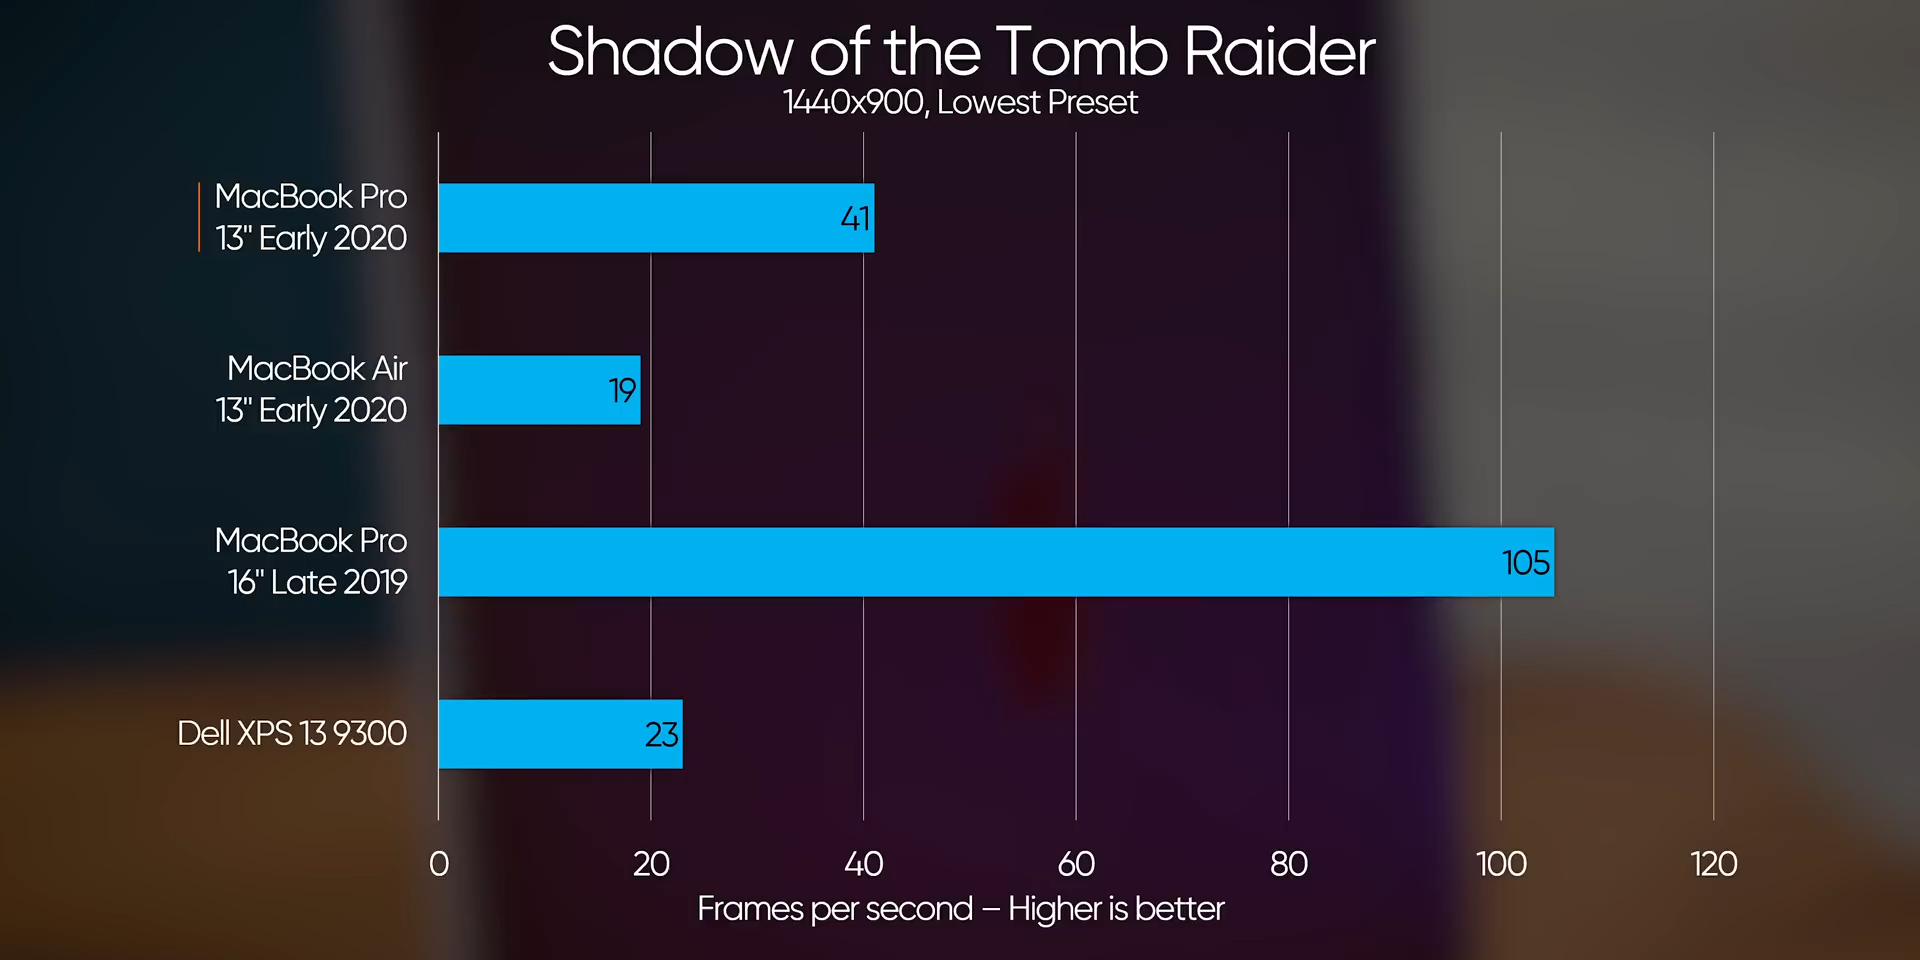 Shadow of the Tomb Raider
1440x900, Lowest Preset
MacBook Pro
13" Early 2020
41
MacBook Air
13" Early 2020
19
MacBook Pro
16" Late 2019
105
Dell XPS 13 9300
23
0 20 40 60 80 100 120
Frames per second – Higher is better